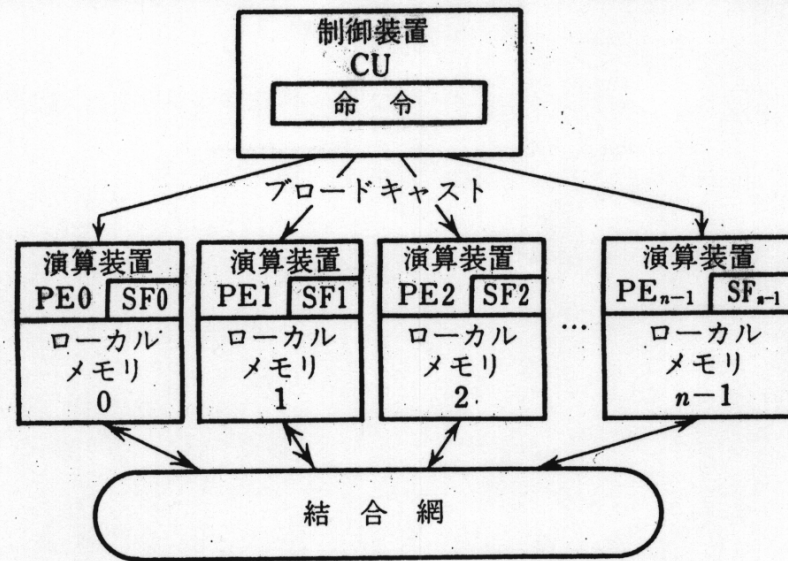 制御装置
CU
命 令
ブロードキャスト
演算装置
PE0 SF0
ローカル
メモリ
0
演算装置
PE1 SF1
ローカル
メモリ
1
演算装置
PE2 SF2
ローカル
メモリ
2
…
演算装置
PEn−1 SFn−1
ローカル
メモリ
n−1
結 合 網